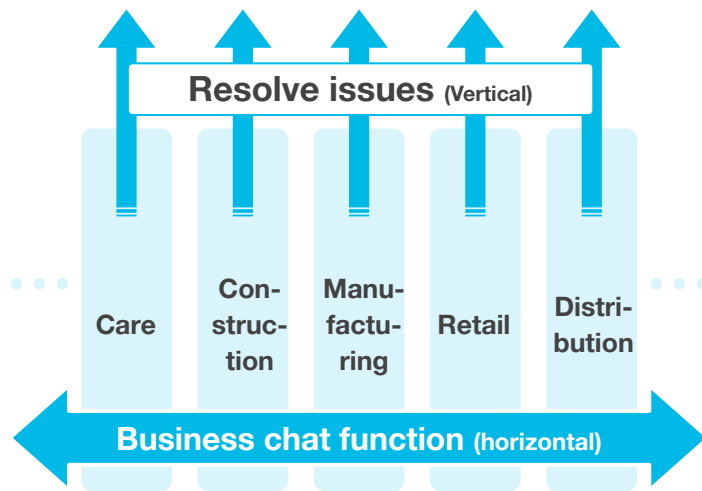 Resolve issues (Vertical)
Care
Con-
struc-
tion
Manu-
factu-
ring
Retail
Distri-
bution
Business chat function (horizontal)